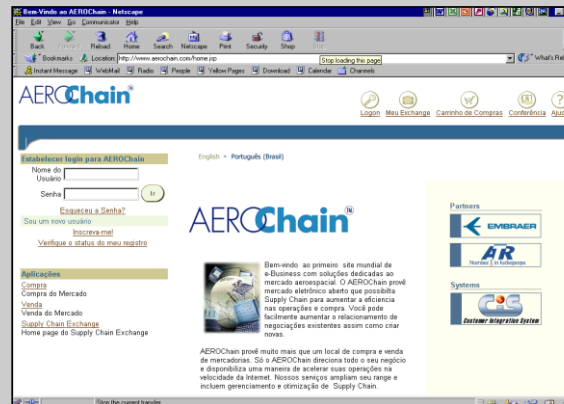 Bem-Vindo ao AEROChain - Netscape
File Edit View Go Communicator Help
Back Forward Reload Home Search Netscape Print Security Shop Stop
Bookmarks Location: http://www.aerochain.com/home.jsp What's Rel
Stop loading this page
Instant Message WebMail Radio People Yellow Pages Download Calendar Channels
AEROChain
Logon Meu Exchange Carrinho de Compras Conferência Ajud
Estabelecer login para AEROChain
Nome do
Usuário
Senha
Ir
Esqueceu a Senha?
Sou um novo usuário
Inscreva-me!
Verifique o status do meu registro
Aplicações
Compra
Compra do Mercado
Venda
Venda do Mercado
Supply Chain Exchange
Home page do Supply Chain Exchange
English • Português (Brasil)
AEROChain TM
Bem-vindo ao primeiro site mundial de
e-Business com soluções dedicadas ao
mercado aeroespacial. O AEROChain provê
mercado eletrônico aberto que possibilta
Supply Chain para aumentar a eficiencia
nas operações e compra. Você pode
facilmente aumentar o relacionamento de
negociações existentes assim como criar
novas.
AEROChain provê muito mais que um local de compra e venda
de mercadorias. Só o AEROChain direciona todo o seu negócio
e disponibiliza uma maneira de acelerar suas operações na
velocidade da Internet. Nossos serviços ampliam seu range e
incluem gerenciamento e otimização de Supply Chain.
Partners
EMBRAER
ATR
Systems
CIS
Customer Integration System
Stop the current transfer